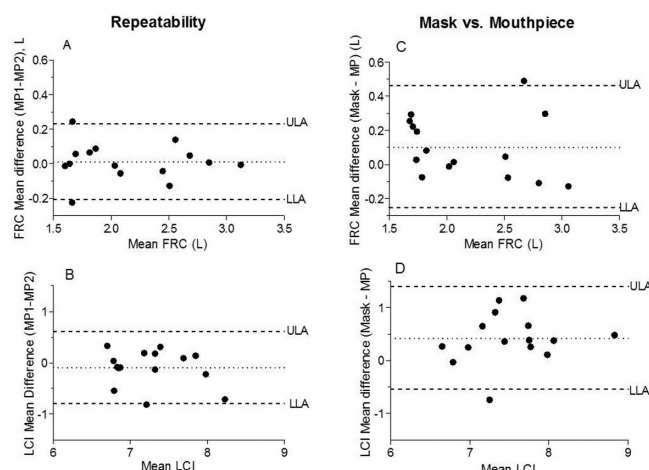 Repeatability
Mask vs. Mouthpiece
A
FRC Mean difference (MP1-MP2), L
0.6
0.4
0.2
0.0
-0.2
ULA
LLA
1.5
2.0
2.5
3.0
3.5
Mean FRC (L)
C
FRC Mean difference (Mask - MP) (L)
0.6
0.4
0.2
0.0
-0.2
ULA
LLA
1.5
2.0
2.5
3.0
3.5
Mean FRC (L)
B
LCI Mean Difference (MP1-MP2)
1
0
-1
ULA
LLA
6
7
8
9
Mean LCI
D
LCI Mean difference (Mask - MP)
1
0
-1
ULA
LLA
6
7
8
9
Mean LCI